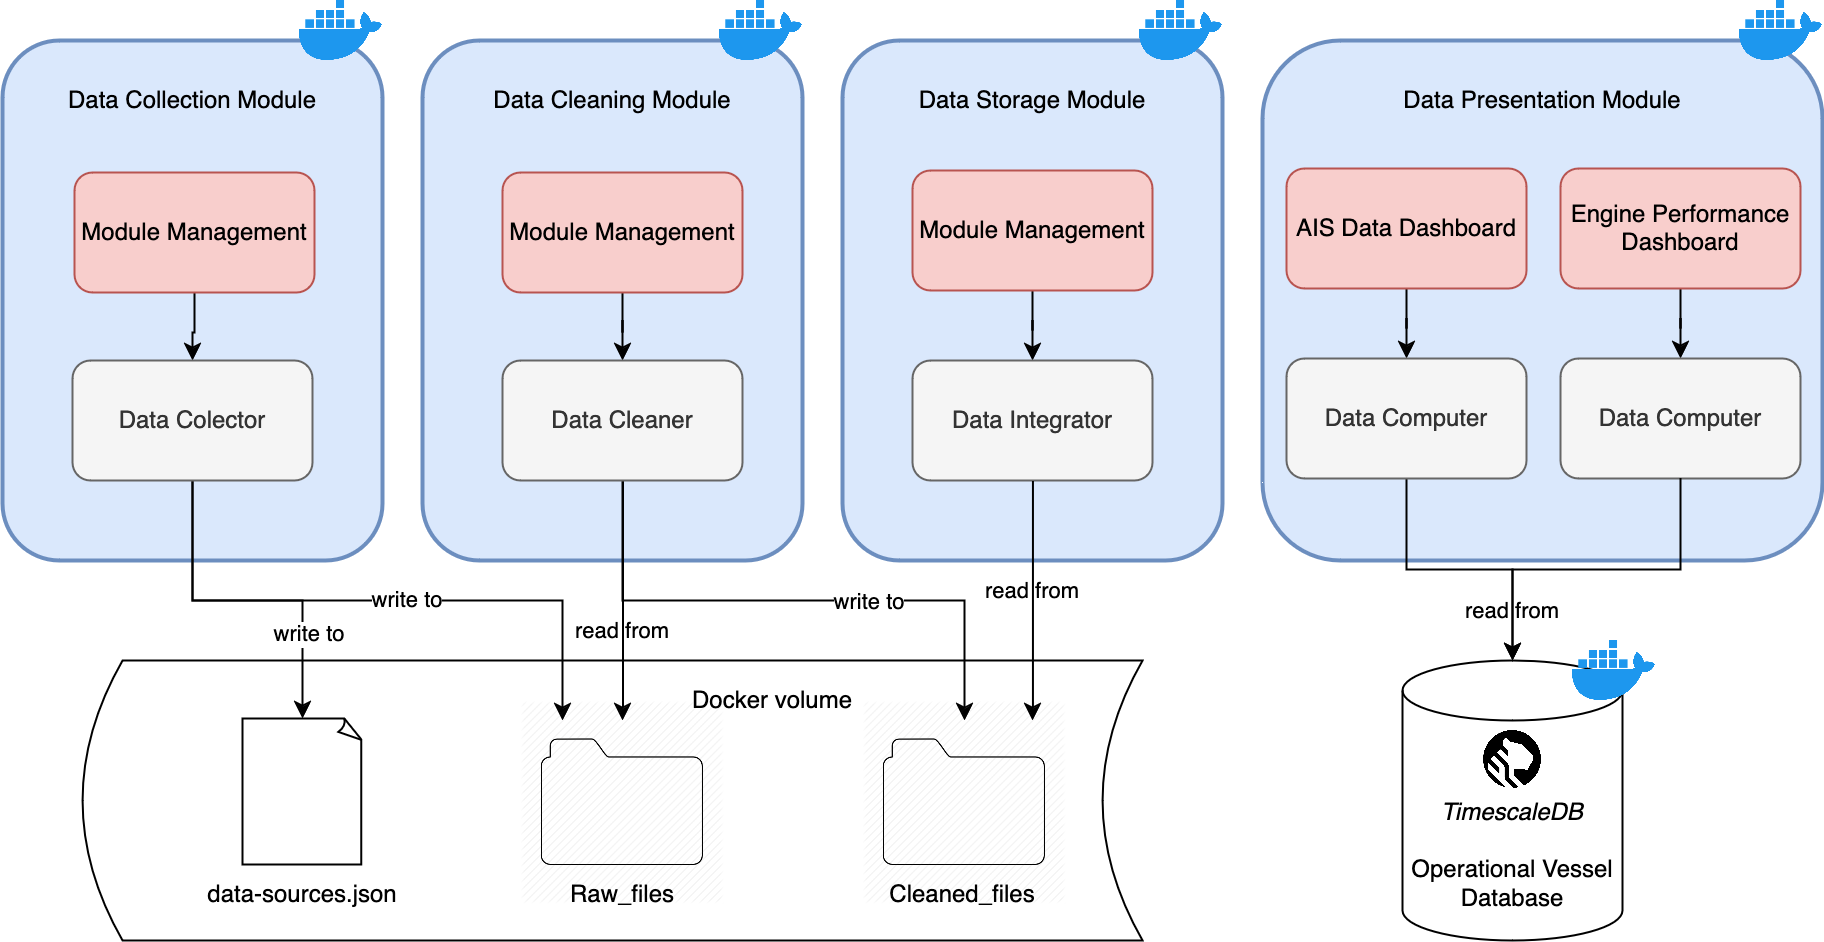 Data Collection Module
Data Cleaning Module
Data Storage Module
Data Presentation Module
Module Management
Module Management
Module Management
AIS Data Dashboard
Engine Performance
Dashboard
Data Colector
Data Cleaner
Data Integrator
Data Computer
Data Computer
write to
write to
read from
write to
read from
read from
Docker volume
data-sources.json
Raw_files
Cleaned_files
TimescaleDB
Operational Vessel
Database